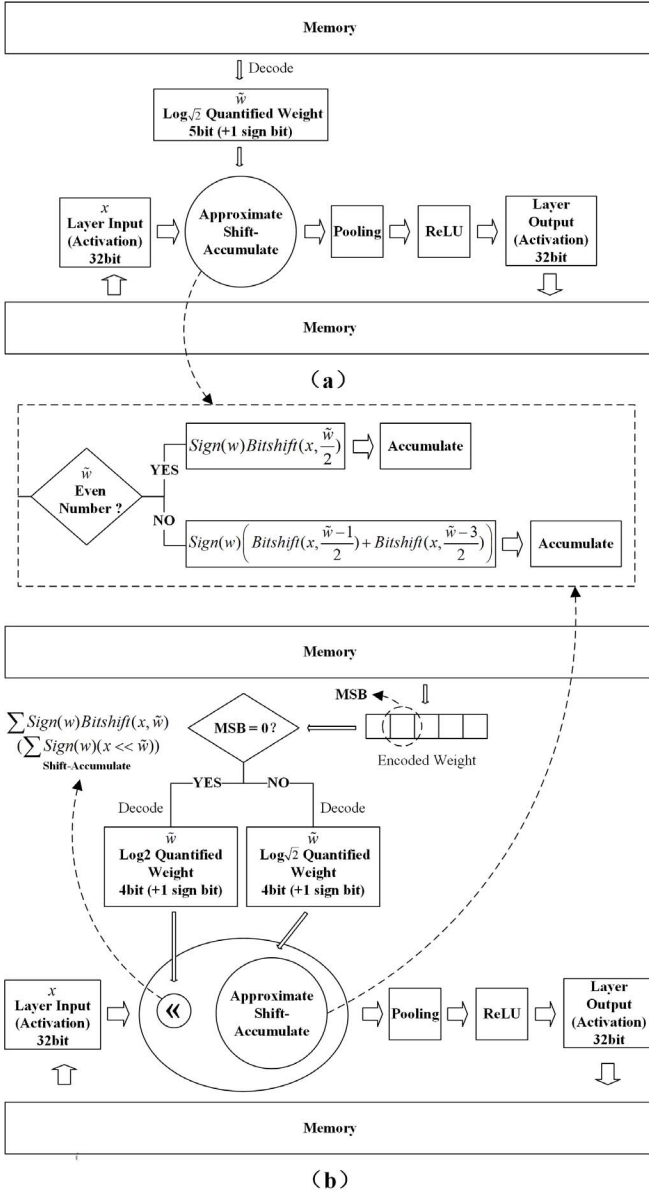 Memory
Decode
w̃
Log√2 Quantified Weight
5bit (+1 sign bit)
x
Layer Input
(Activation)
32bit
Approximate
Shift-
Accumulate
Pooling
ReLU
Layer
Output
(Activation)
32bit
Memory
(a)
w̃
Even
Number ?
YES
Sign(w)Bitshift(x, w̃/2)
Accumulate
NO
Sign(w)(Bitshift(x, (w̃−1)/2) + Bitshift(x, (w̃−3)/2))
Accumulate
Memory
MSB
MSB = 0 ?
Encoded Weight
∑Sign(w)Bitshift(x, w̃)
(∑Sign(w)(x << w̃))
Shift-Accumulate
YES
NO
Decode
Decode
w̃
Log2 Quantified
Weight
4bit (+1 sign bit)
w̃
Log√2 Quantified
Weight
4bit (+1 sign bit)
x
Layer Input
(Activation)
32bit
«
Approximate
Shift-
Accumulate
Pooling
ReLU
Layer
Output
(Activation)
32bit
Memory
(b)